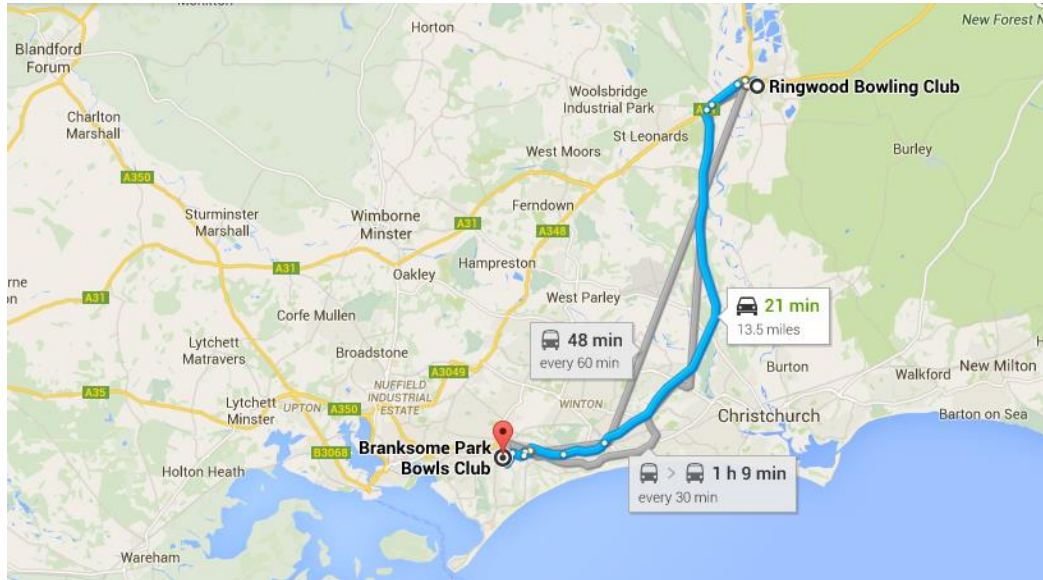 Horton
New Forest N
Blandford
Forum
Ringwood Bowling Club
Woolsbridge
Industrial Park
Charlton
Marshall
St Leonards
West Moors
Burley
A350
Ferndown
Sturminster
Marshall
Wimborne
Minster
A31
A348
A31
Oakley
Hampreston
A31
West Parley
21 min
13.5 miles
Corfe Mullen
48 min
every 60 min
Lytchett
Matravers
Broadstone
Burton
New Milton
Walkford
A3049
NUFFIELD
INDUSTRIAL
ESTATE
A35
Lytchett
Minster
UPTON
A350
WINTON
Christchurch
Barton on Sea
B3068
Branksome Park
Bowls Club
Holton Heath
> 1 h 9 min
every 30 min
Wareham